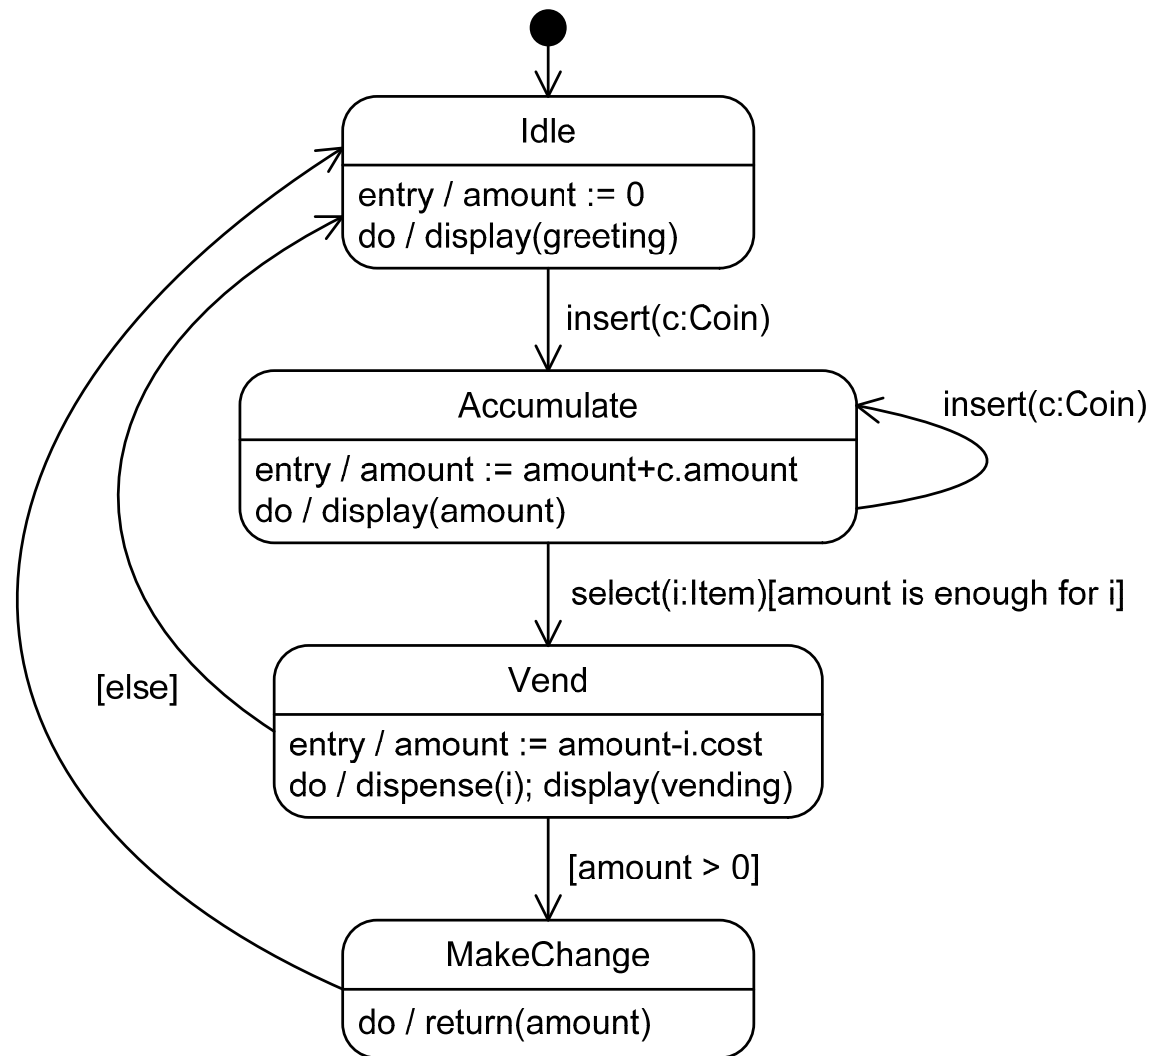 Idle
entry / amount := 0
do / display(greeting)
insert(c:Coin)
Accumulate
insert(c:Coin)
entry / amount := amount+c.amount
do / display(amount)
select(i:Item)[amount is enough for i]
Vend
[else]
entry / amount := amount-i.cost
do / dispense(i); display(vending)
[amount > 0]
MakeChange
do / return(amount)